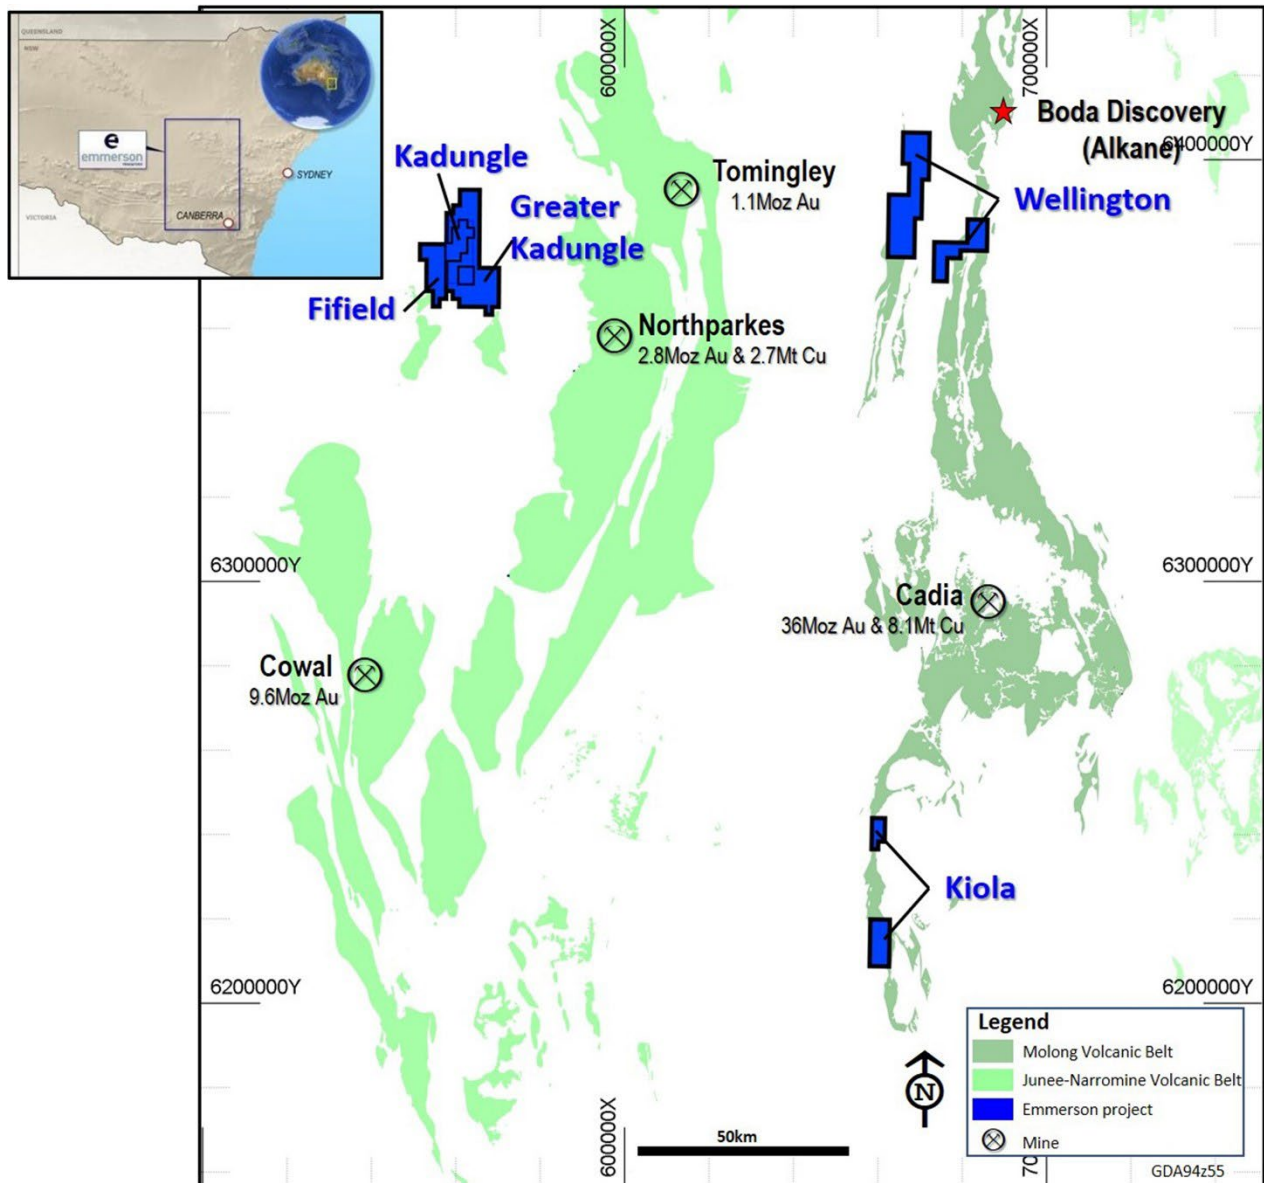 QUEENSLAND
NSW
e
emmerson
SYDNEY
CANBERRA
VICTORIA
600000X
700000X
Boda Discovery
(Alkane)
6400000Y
Kadungle
Tomingley
1.1Moz Au
Greater
Kadungle
Wellington
Fifield
Northparkes
2.8Moz Au & 2.7Mt Cu
6300000Y
6300000Y
Cadia
36Moz Au & 8.1Mt Cu
Cowal
9.6Moz Au
Kiola
6200000Y
6200000Y
Legend
Molong Volcanic Belt
Junee-Narromine Volcanic Belt
Emmerson project
Mine
N
600000X
50km
70
GDA94z55